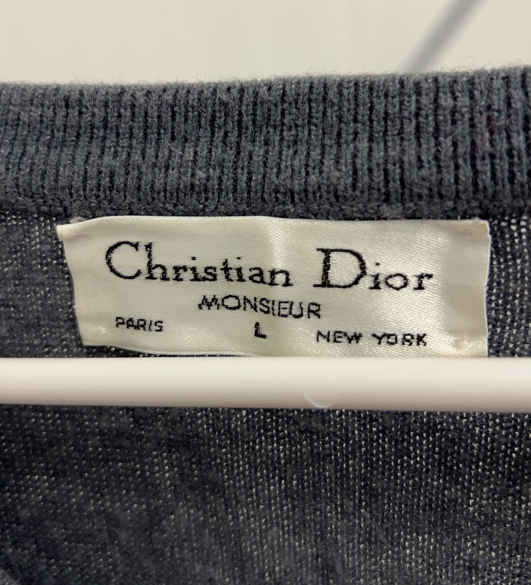 Christian Dior
MONSIEUR
PARIS L NEW YORK